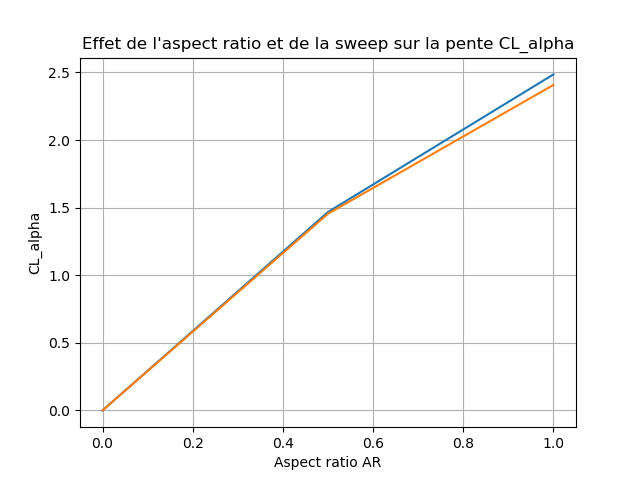 Effet de l'aspect ratio et de la sweep sur la pente CL_alpha
2.5
2.0
1.5
1.0
0.5
0.0
CL_alpha
0.0 0.2 0.4 0.6 0.8 1.0
Aspect ratio AR